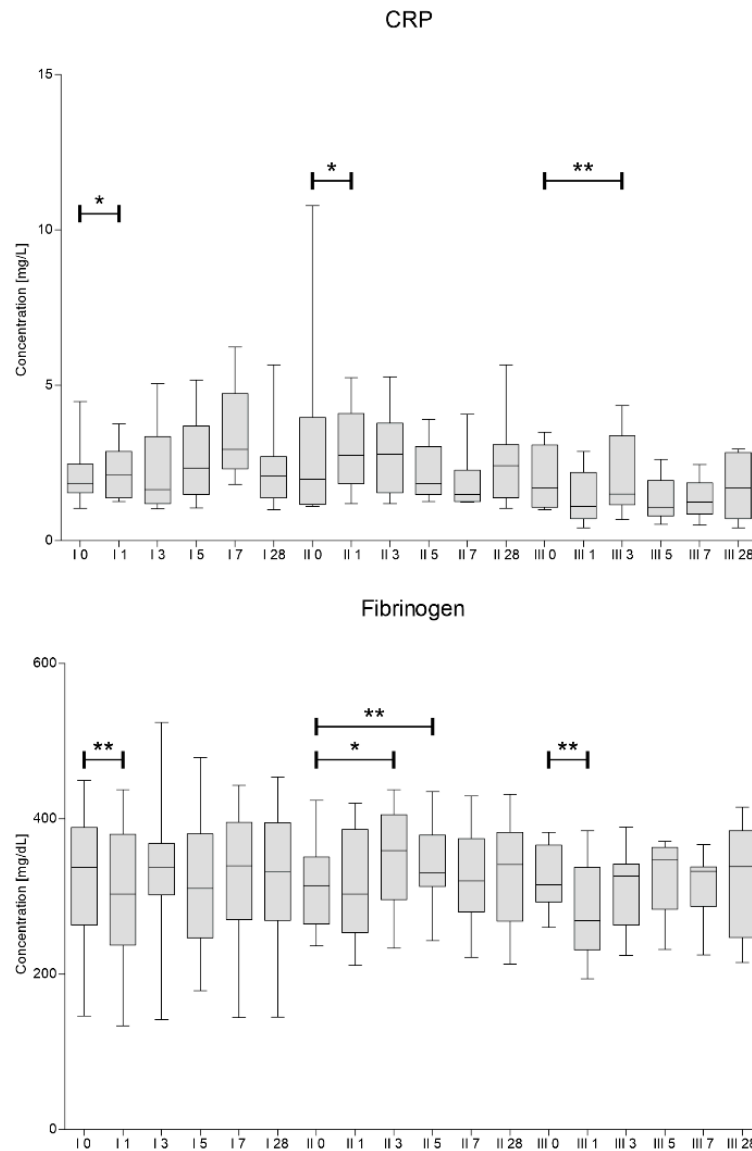 CRP
15
10
5
0
Concentration [mg/L]
* * **
I 0 I 1 I 3 I 5 I 7 I 28 II 0 II 1 II 3 II 5 II 7 II 28 III 0 III 1 III 3 III 5 III 7 III 28
Fibrinogen
600
400
200
0
Concentration [mg/dL]
**
** * **
I 0 I 1 I 3 I 5 I 7 I 28 II 0 II 1 II 3 II 5 II 7 II 28 III 0 III 1 III 3 III 5 III 7 III 28